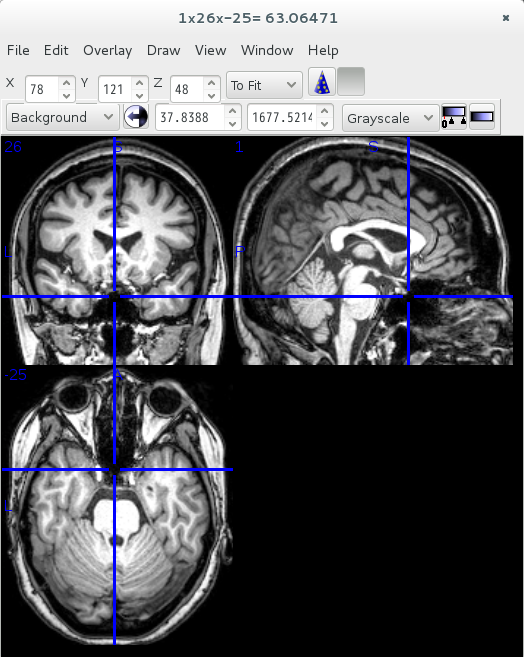 1x26x-25= 63.06471
File Edit Overlay Draw View Window Help
X 78 Y 121 Z 48 To Fit
Background 37.8388 1677.5214 Grayscale
26 S 1 S
L P
-25 A
L